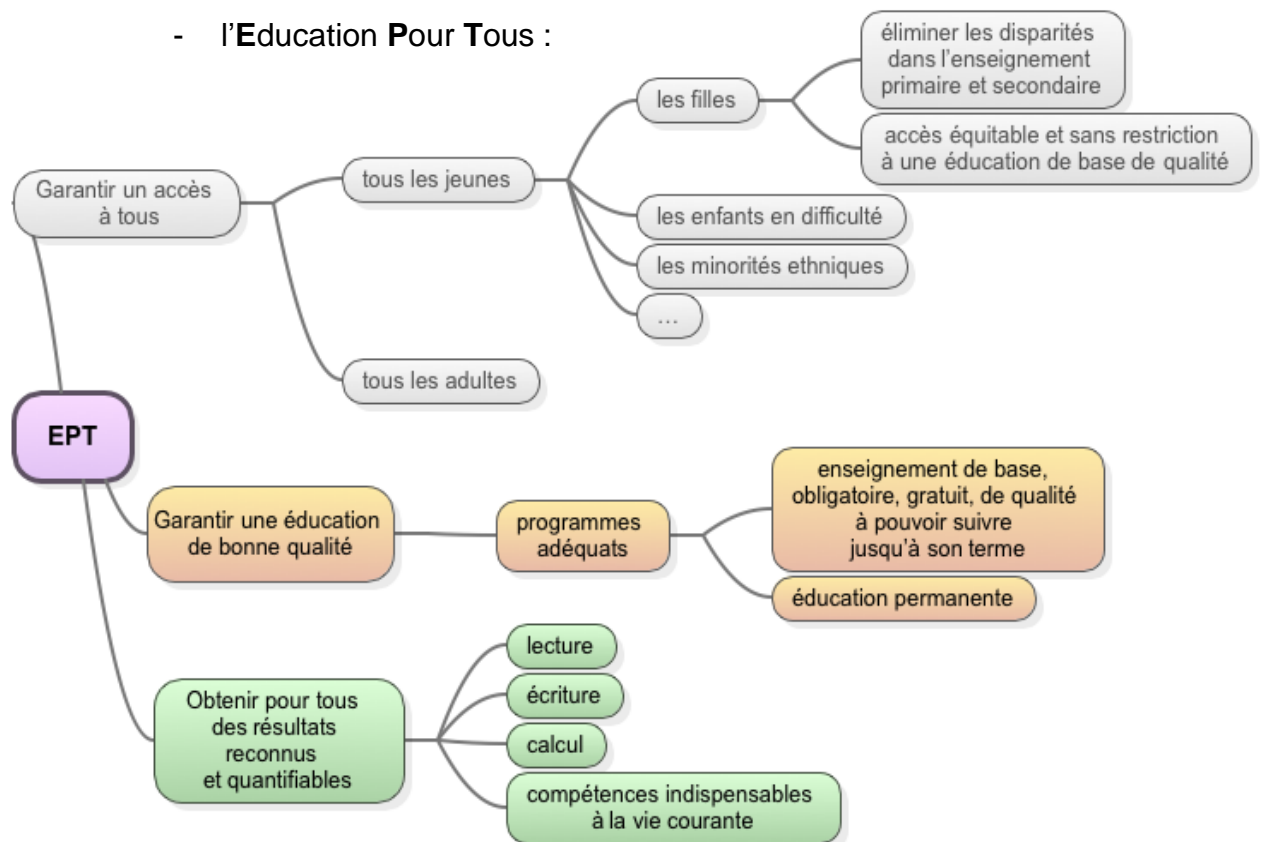 - l'Education Pour Tous :
éliminer les disparités
dans l'enseignement
primaire et secondaire
les filles
accès équitable et sans restriction
à une éducation de base de qualité
Garantir un accès
à tous
tous les jeunes
les enfants en difficulté
les minorités ethniques
...
tous les adultes
EPT
Garantir une éducation
de bonne qualité
programmes
adéquats
enseignement de base,
obligatoire, gratuit, de qualité
à pouvoir suivre
jusqu'à son terme
éducation permanente
Obtenir pour tous
des résultats
reconnus
et quantifiables
lecture
écriture
calcul
compétences indispensables
à la vie courante